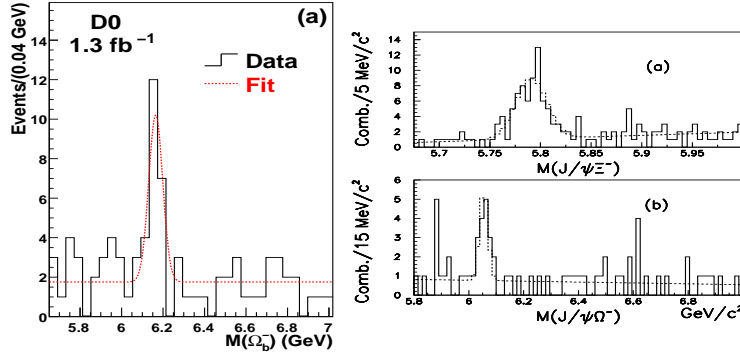 Events/(0.04 GeV)
14
12
10
8
6
4
2
0
D0
1.3 fb⁻¹
(a)
Data
Fit
5.8 6 6.2 6.4 6.6 6.8 7
M(Ω_b⁻) (GeV)
Comb./5 MeV/c²
14
12
10
8
6
4
2
0
(a)
5.7 5.75 5.8 5.85 5.9 5.95
M(J/ψΞ⁻)
Comb./15 MeV/c²
6
5
4
3
2
1
0
(b)
5.8 6 6.2 6.4 6.6 6.8
M(J/ψΩ⁻) GeV/c²